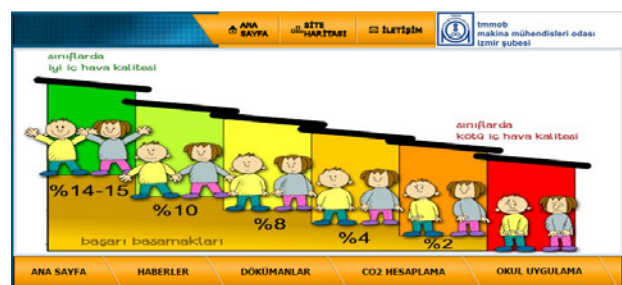 ANA
SAYFA
SİTE
HARİTASI
İLETİŞİM
tmmob
makina mühendisleri odası
izmir şubesi
sınıflarda
iyi iç hava kalitesi
sınıflarda
kötü iç hava kalitesi
%14-15
%10
%8
%4
%2
başarı basamakları
ANA SAYFA
HABERLER
DÖKÜMANLAR
CO2 HESAPLAMA
OKUL UYGULAMA